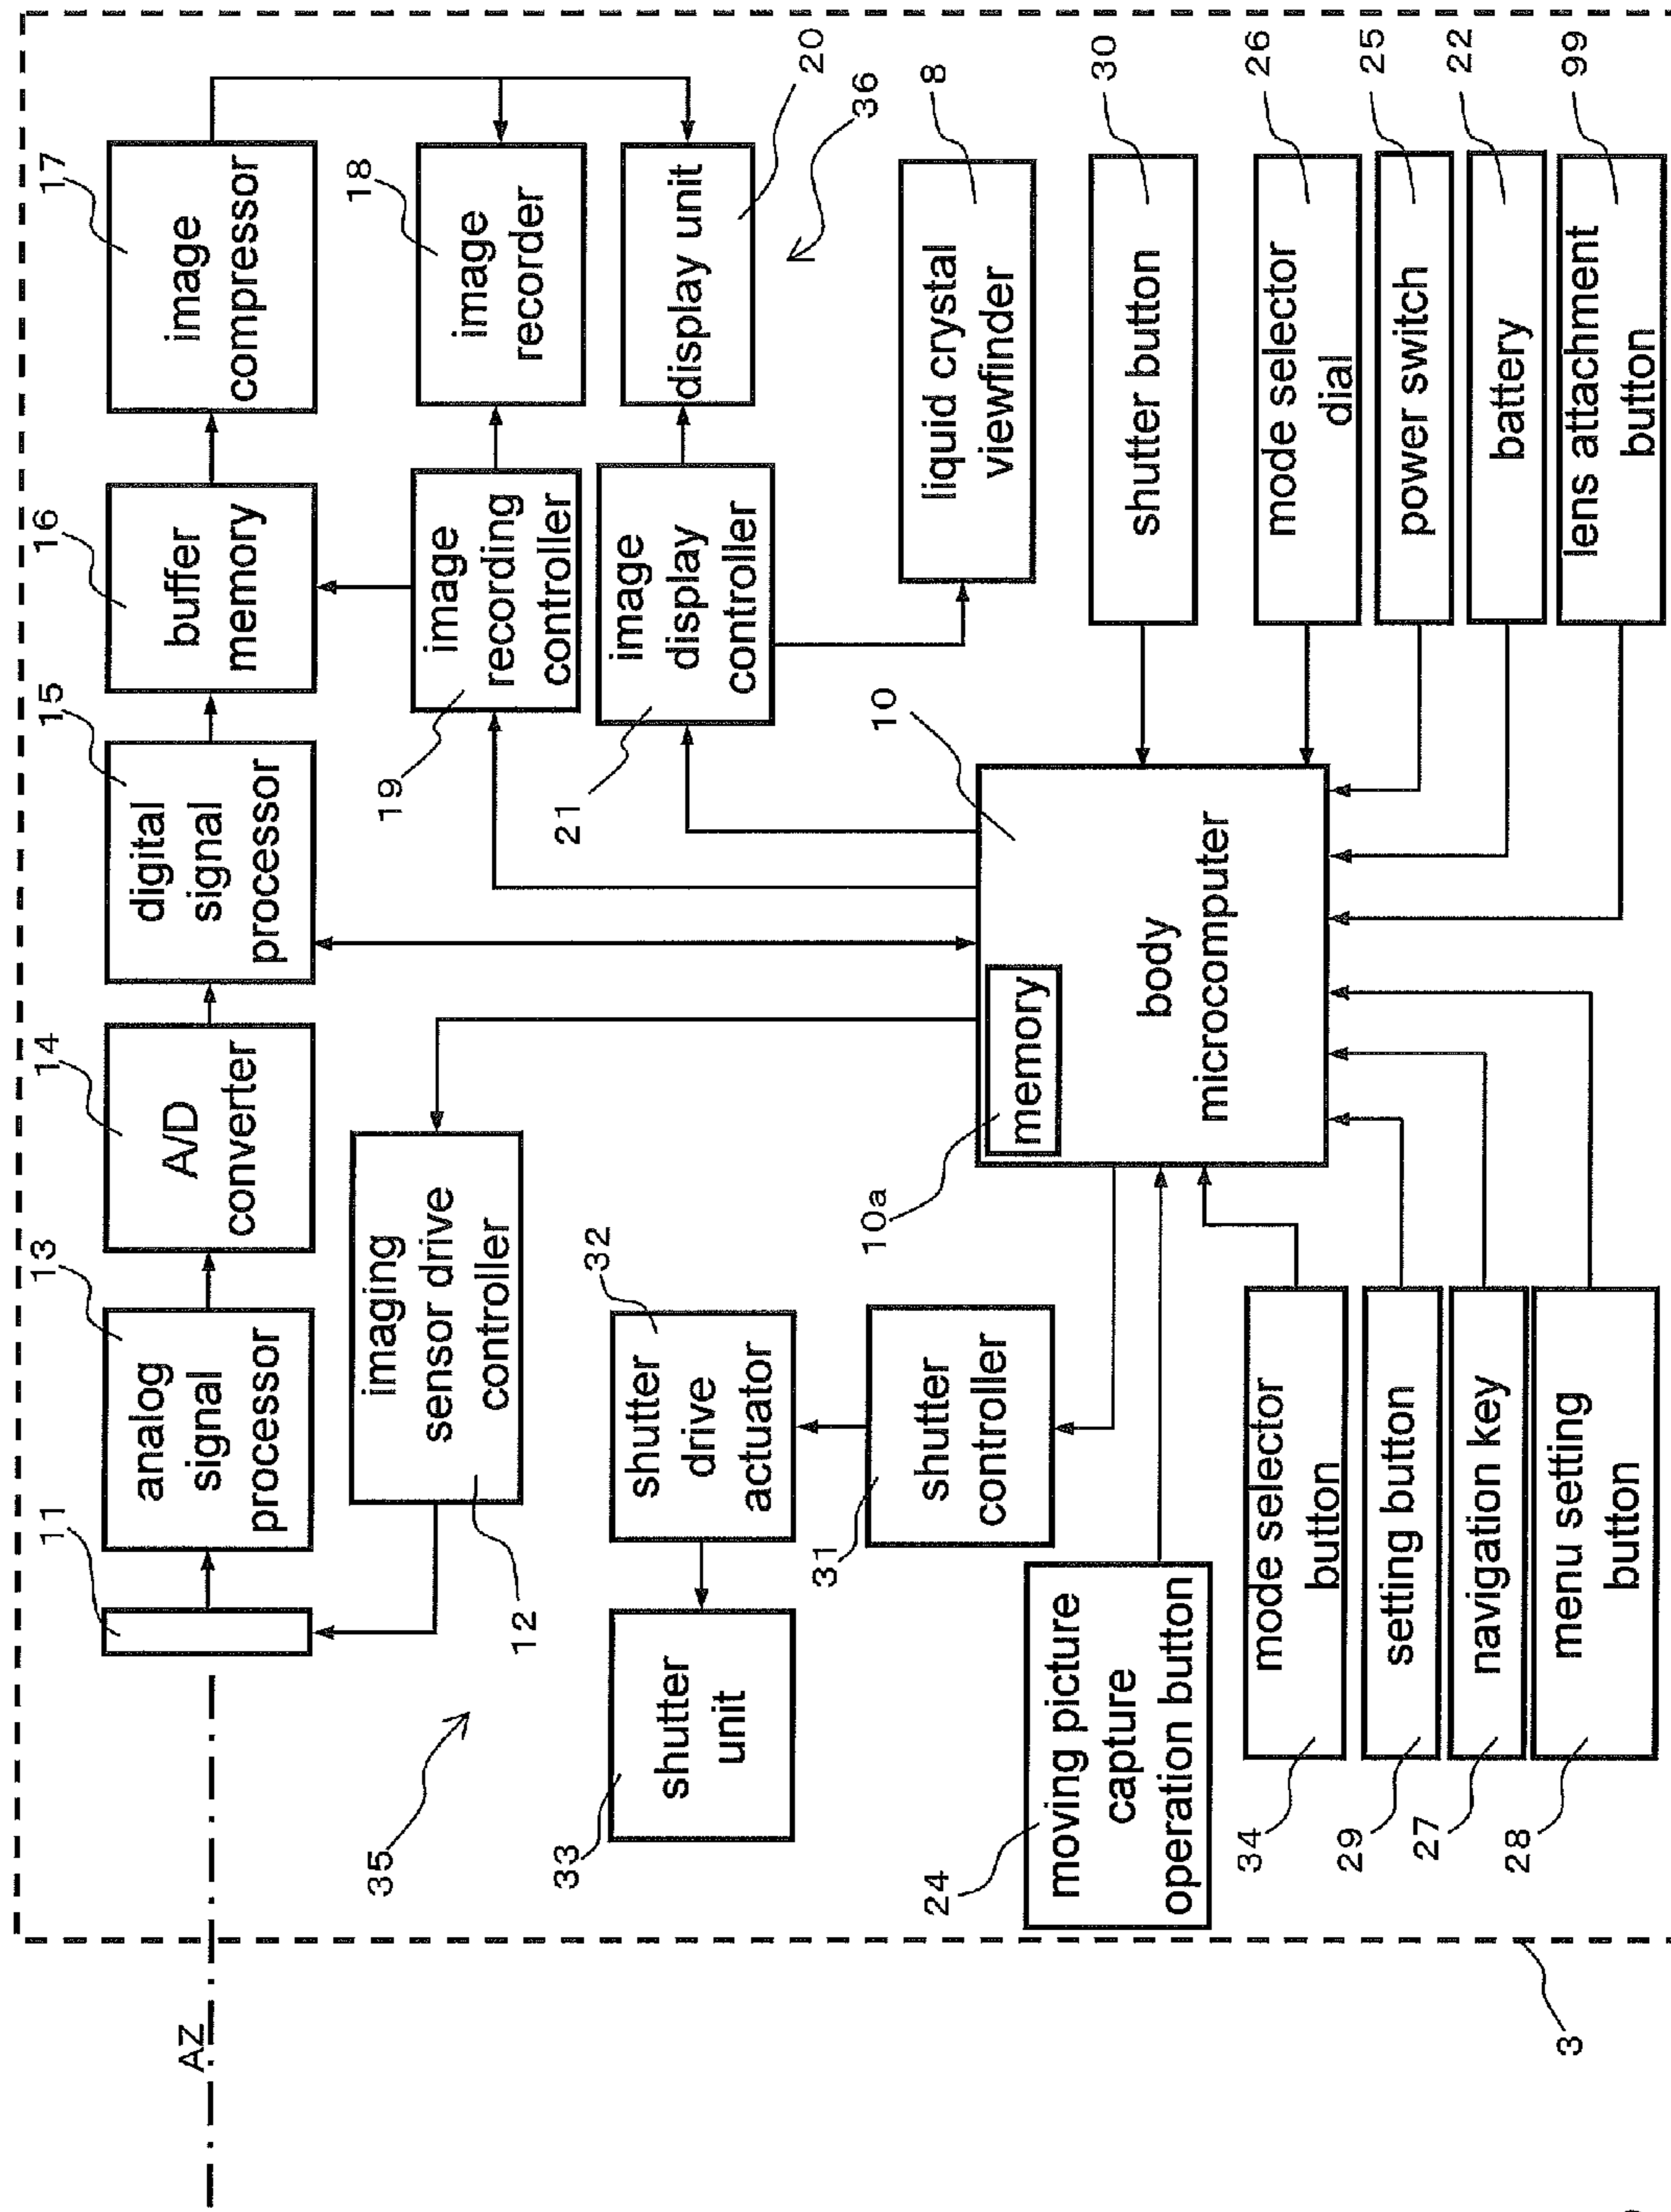 AZ
3
11
13
analog
signal
processor
14
A/D
converter
15
digital
signal
processor
16
buffer
memory
17
image
compressor
35
12
imaging
sensor drive
controller
19
image
recording
controller
18
image
recorder
33
shutter
unit
32
shutter
drive
actuator
21
image
display
controller
display unit
20
36
31
shutter
controller
liquid crystal
viewfinder
8
24
moving picture
capture
operation button
10a
memory
10
body
microcomputer
shutter button
30
34
mode selector
button
mode selector
dial
26
29
setting button
power switch
25
27
navigation key
battery
22
28
menu setting
button
lens attachment
button
99